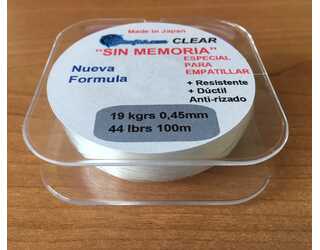 Made in Japan
CLEAR
"SIN MEMORIA"
Nueva
Formula
ESPECIAL
PARA
EMPATILLAR
+ Resistente
+ Dúctil
Anti-rizado
19 kgrs 0,45mm
44 lbrs 100m